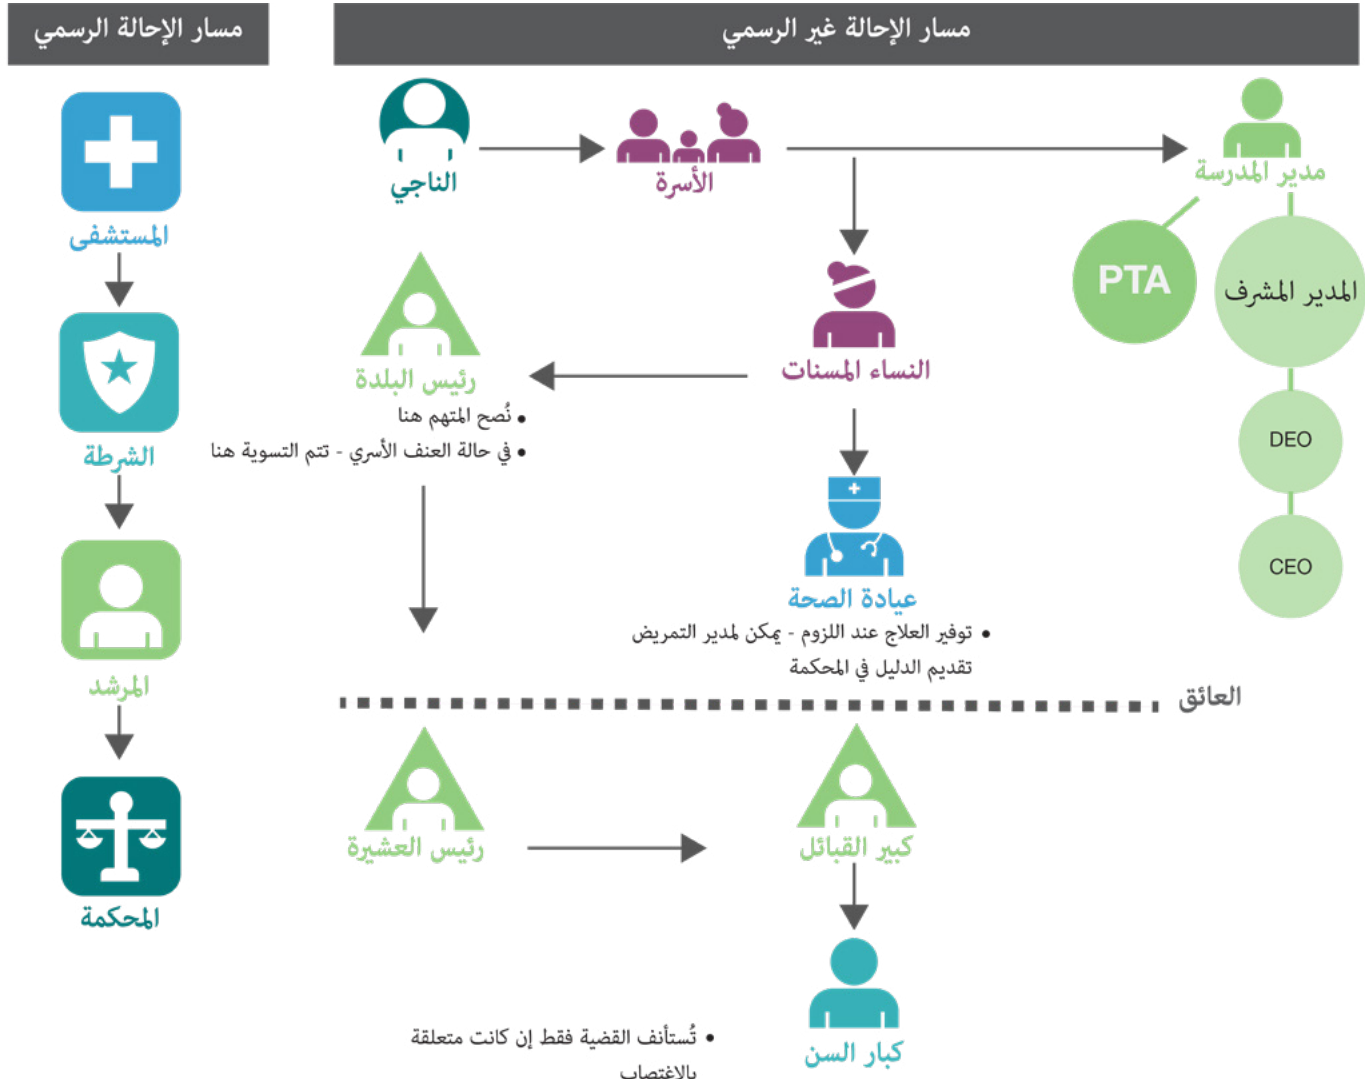 مسار الإحالة الرسمي
المستشفى
الشرطة
المرشد
المحكمة
مسار الإحالة غير الرسمي
الناجي
الأسرة
مدير المدرسة
PTA
المدير المشرف
DEO
CEO
النساء المسنات
رئيس البلدة
• نُصح المتهم هنا
• في حالة العنف الأسري - تتم التسوية هنا
عيادة الصحة
• توفير العلاج عند اللزوم - يمكن لمدير التمريض
تقديم الدليل في المحكمة
العائق
رئيس العشيرة
كبير القبائل
كبار السن
• تُستأنف القضية فقط إن كانت متعلقة
بالاغتصاب